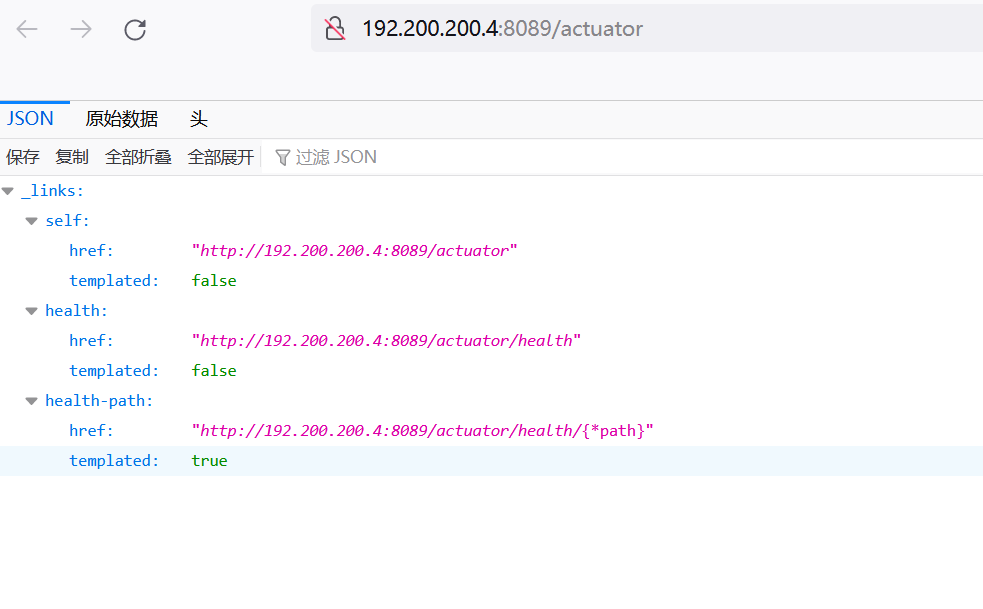 192.200.200.4:8089/actuator
JSON 原始数据 头
保存 复制 全部折叠 全部展开 过滤 JSON
_links:
self:
href: "http://192.200.200.4:8089/actuator"
templated: false
health:
href: "http://192.200.200.4:8089/actuator/health"
templated: false
health-path:
href: "http://192.200.200.4:8089/actuator/health/{*path}"
templated: true